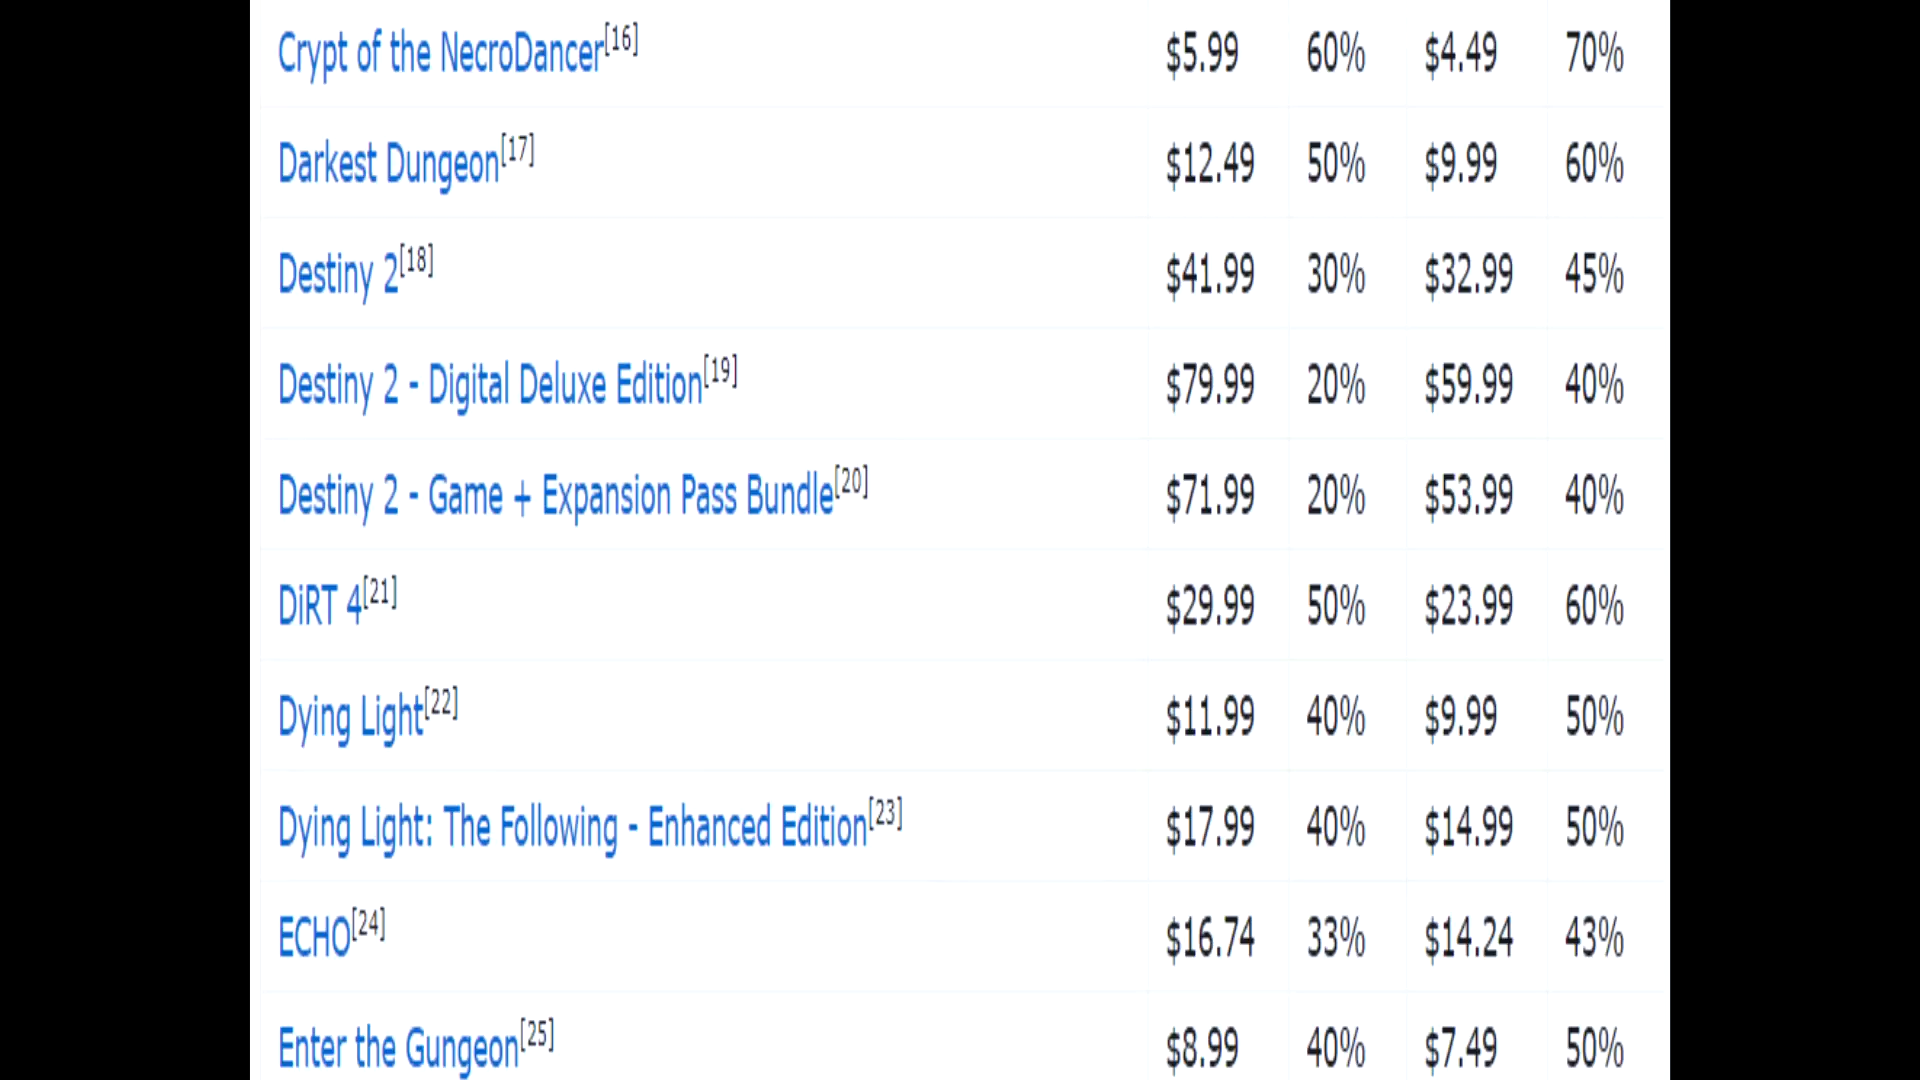 Crypt of the NecroDancer[16] $5.99 60% $4.49 70%
Darkest Dungeon[17] $12.49 50% $9.99 60%
Destiny 2[18] $41.99 30% $32.99 45%
Destiny 2 - Digital Deluxe Edition[19] $79.99 20% $59.99 40%
Destiny 2 - Game + Expansion Pass Bundle[20] $71.99 20% $53.99 40%
DiRT 4[21] $29.99 50% $23.99 60%
Dying Light[22] $11.99 40% $9.99 50%
Dying Light: The Following - Enhanced Edition[23] $17.99 40% $14.99 50%
ECHO[24] $16.74 33% $14.24 43%
Enter the Gungeon[25] $8.99 40% $7.49 50%